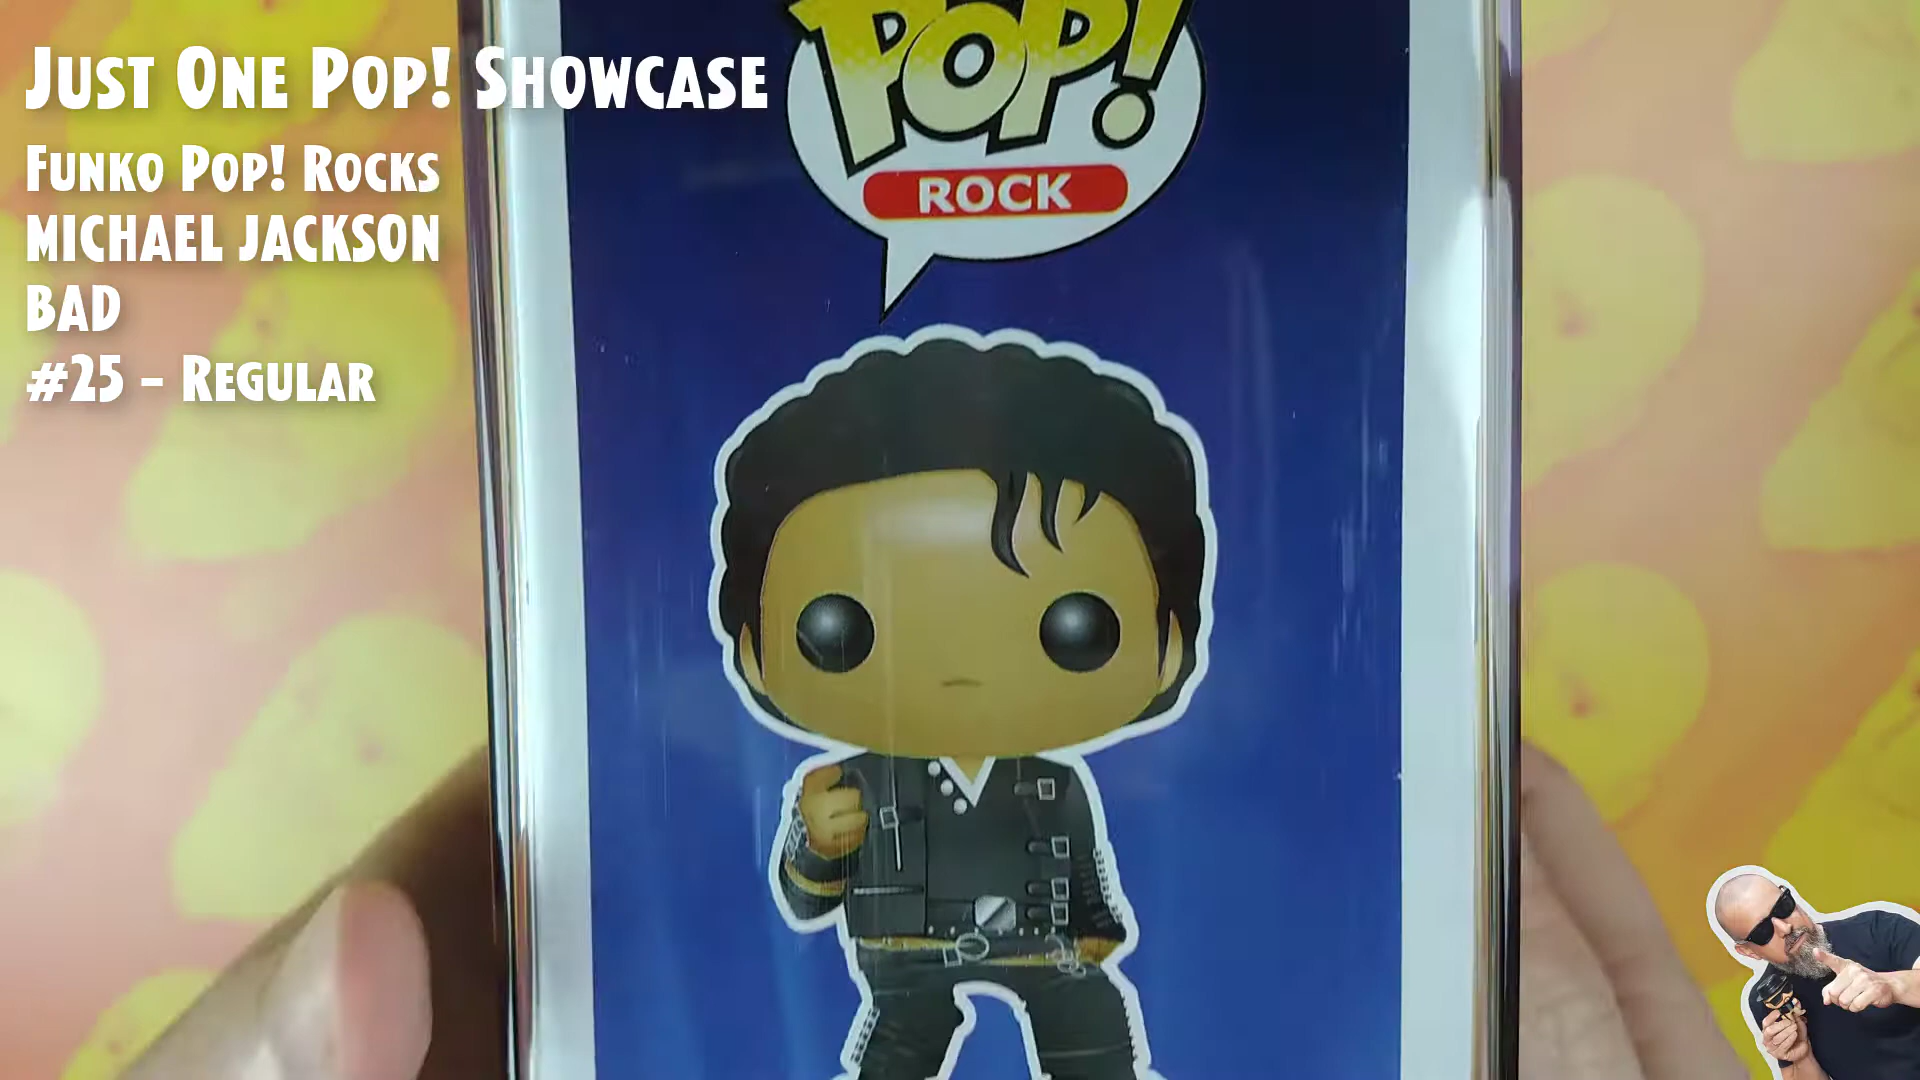 Just One Pop! Showcase
Funko Pop! Rocks
MICHAEL JACKSON
BAD
#25 - Regular
POP!
ROCK